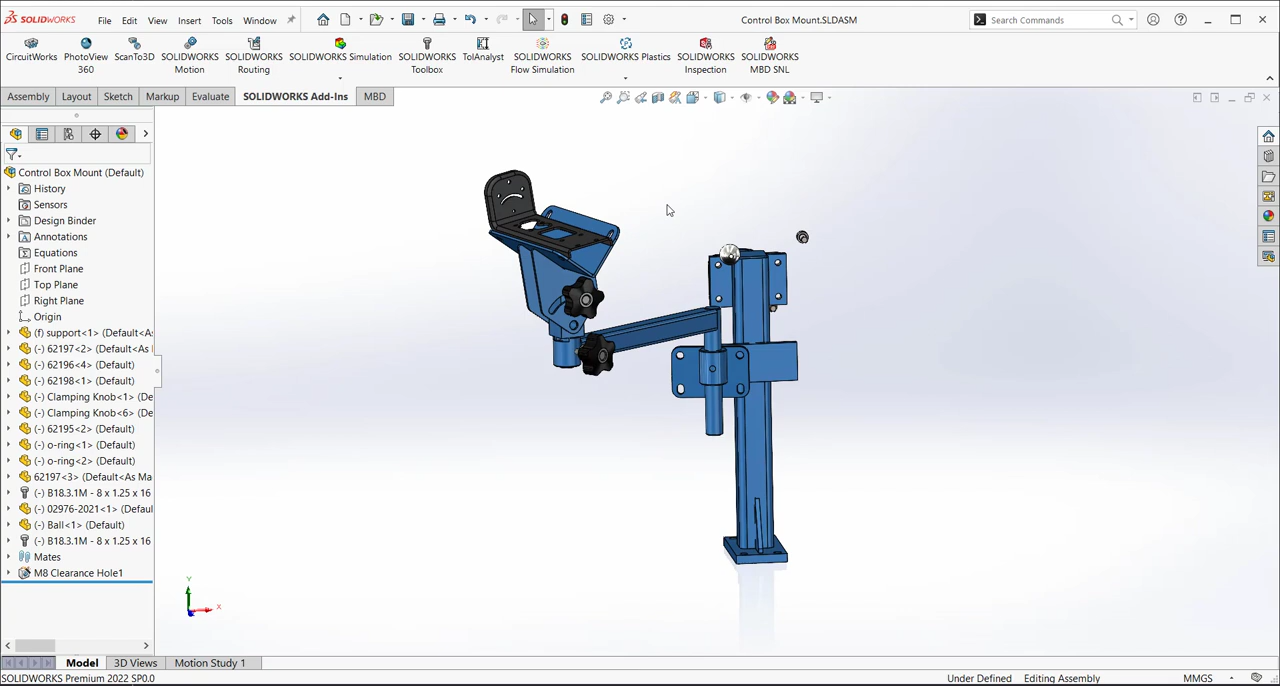 SOLIDWORKS File Edit View Insert Tools Window Control Box Mount.SLDASM Search Commands
CircuitWorks PhotoView 360 ScanTo3D SOLIDWORKS Motion SOLIDWORKS Routing SOLIDWORKS Simulation SOLIDWORKS Toolbox TolAnalyst SOLIDWORKS Flow Simulation SOLIDWORKS Plastics SOLIDWORKS Inspection SOLIDWORKS MBD SNL
Assembly Layout Sketch Markup Evaluate SOLIDWORKS Add-Ins MBD
Control Box Mount (Default)
History
Sensors
Design Binder
Annotations
Equations
Front Plane
Top Plane
Right Plane
Origin
(f) support<1> (Default<As
(-) 62197<2> (Default<As
(-) 62196<4> (Default)
(-) 62198<1> (Default)
(-) Clamping Knob<1> (De
(-) Clamping Knob<6> (De
(-) 62195<2> (Default)
(-) o-ring<1> (Default)
(-) o-ring<2> (Default)
62197<3> (Default<As Ma
(-) B18.3.1M - 8 x 1.25 x 16
(-) 02976-2021<1> (Defaul
(-) Ball<1> (Default)
(-) B18.3.1M - 8 x 1.25 x 16
Mates
M8 Clearance Hole1
Y
X
Model 3D Views Motion Study 1
SOLIDWORKS Premium 2022 SP0.0 Under Defined Editing Assembly MMGS